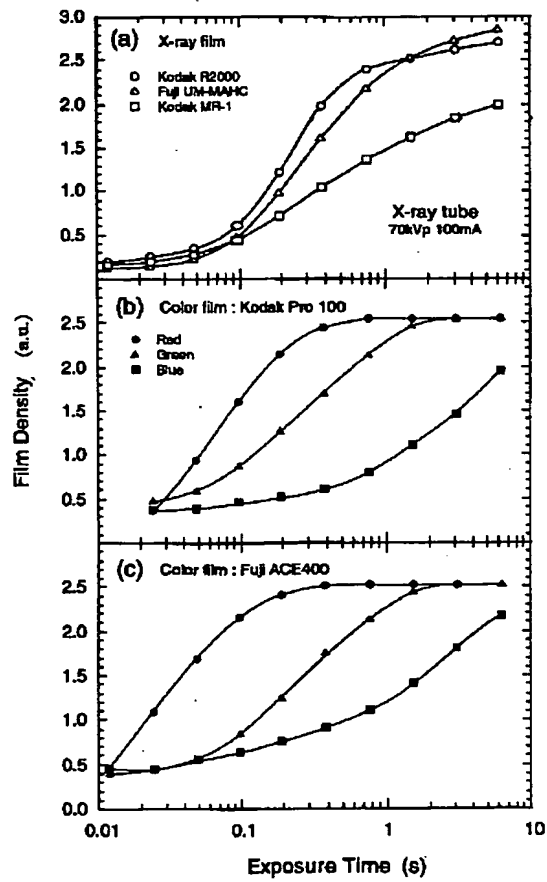 (a) X-ray film
Kodak R2000
Fuji UM-MAHC
Kodak MR-1
X-ray tube
70kVp 100mA
3.0
2.5
2.0
1.5
1.0
0.5
(b) Color film : Kodak Pro 100
Red
Green
Blue
2.5
2.0
1.5
1.0
0.5
Film Density (a.u.)
(c) Color film : Fuji ACE400
2.5
2.0
1.5
1.0
0.5
0.0
0.01 0.1 1 10
Exposure Time (s)